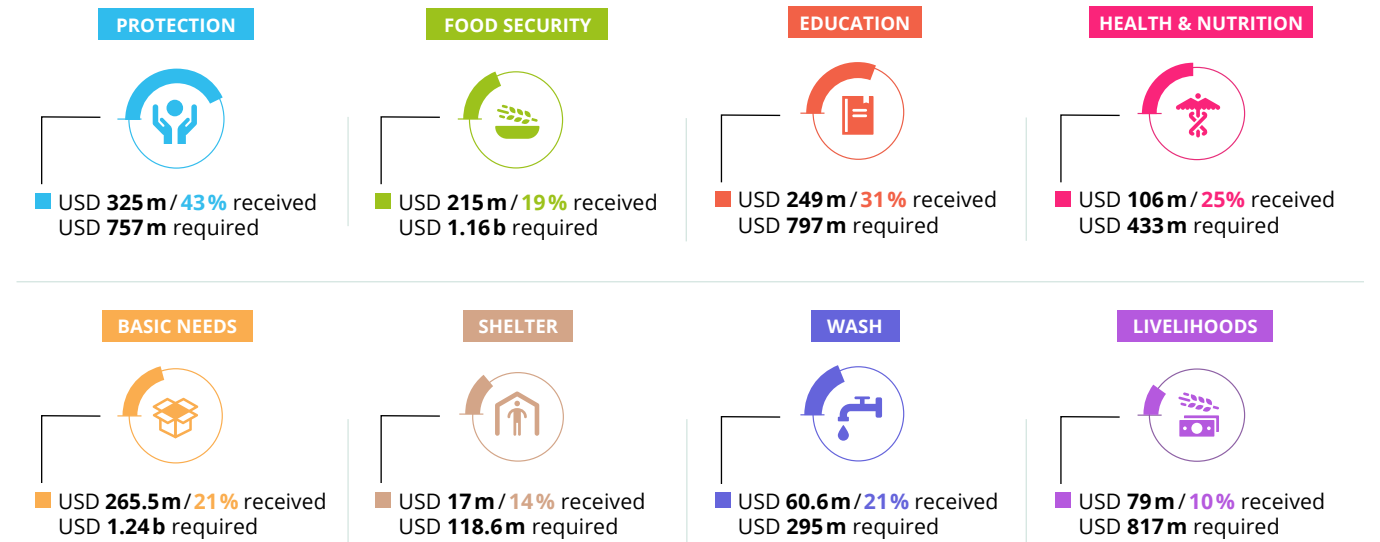 PROTECTION
USD 325 m / 43 % received
USD 757 m required
FOOD SECURITY
USD 215 m / 19 % received
USD 1.16 b required
EDUCATION
USD 249 m / 31 % received
USD 797 m required
HEALTH & NUTRITION
USD 106 m / 25% received
USD 433 m required
BASIC NEEDS
USD 265.5 m / 21% received
USD 1.24 b required
SHELTER
USD 17 m / 14 % received
USD 118.6 m required
WASH
USD 60.6 m / 21% received
USD 295 m required
LIVELIHOODS
USD 79 m / 10 % received
USD 817 m required